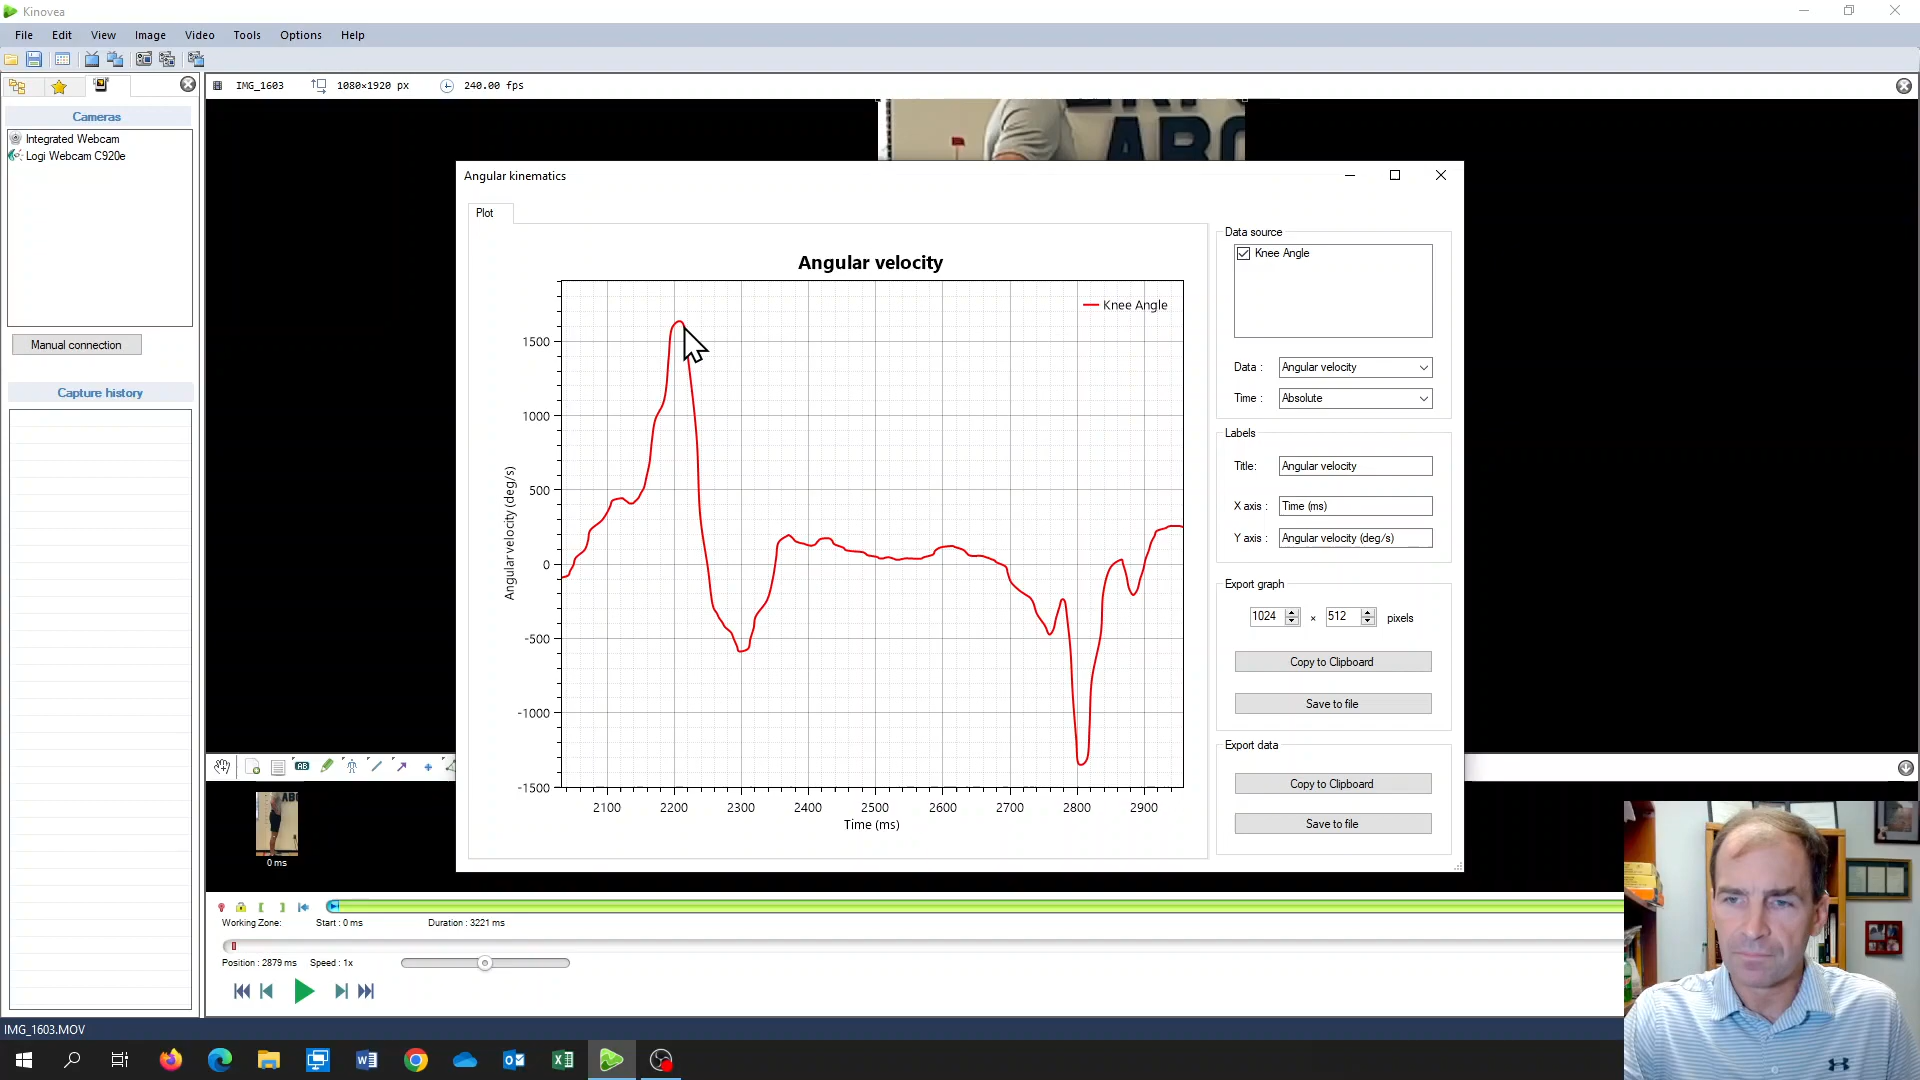 Kinovea
File Edit View Image Video Tools Options Help
IMG_1603 1080×1920 px 240.00 fps
Cameras
Integrated Webcam
Logi Webcam C920e
Manual connection
Capture history
ABC
Angular kinematics
Plot
Angular velocity
Knee Angle
1500
1000
500
0
-500
-1000
-1500
Angular velocity (deg/s)
2100 2200 2300 2400 2500 2600 2700 2800 2900
Time (ms)
Data source
Knee Angle
Data : Angular velocity
Time : Absolute
Labels
Title: Angular velocity
X axis : Time (ms)
Y axis : Angular velocity (deg/s)
Export graph
1024 × 512 pixels
Copy to Clipboard
Save to file
Export data
Copy to Clipboard
Save to file
AB
0 ms
Working Zone: Start : 0 ms Duration : 3221 ms
Position : 2879 ms Speed : 1x
IMG_1603.MOV